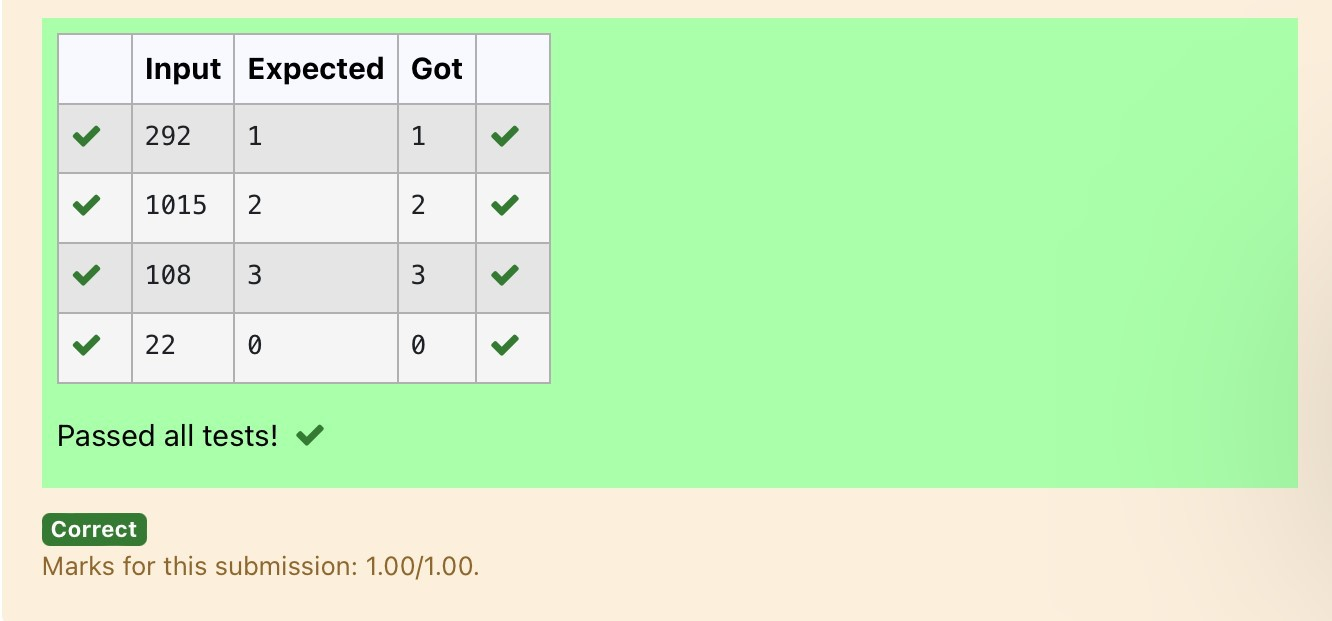 Input Expected Got
292 1 1
1015 2 2
108 3 3
22 0 0
Passed all tests!
Correct
Marks for this submission: 1.00/1.00.